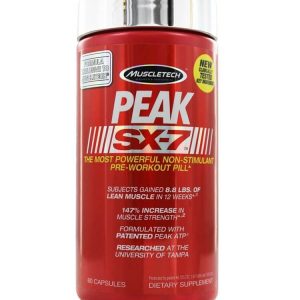 MUSCLETECH
PEAK
SX-7
THE MOST POWERFUL NON-STIMULANT
PRE-WORKOUT PILL^
SUBJECTS GAINED 8.8 LBS. OF
LEAN MUSCLE IN 12 WEEKS
147% INCREASE IN
MUSCLE STRENGTH
FORMULATED WITH
PATENTED PEAK ATP
RESEARCHED AT THE
UNIVERSITY OF TAMPA
60 CAPSULES
DIETARY SUPPLEMENT
NEW